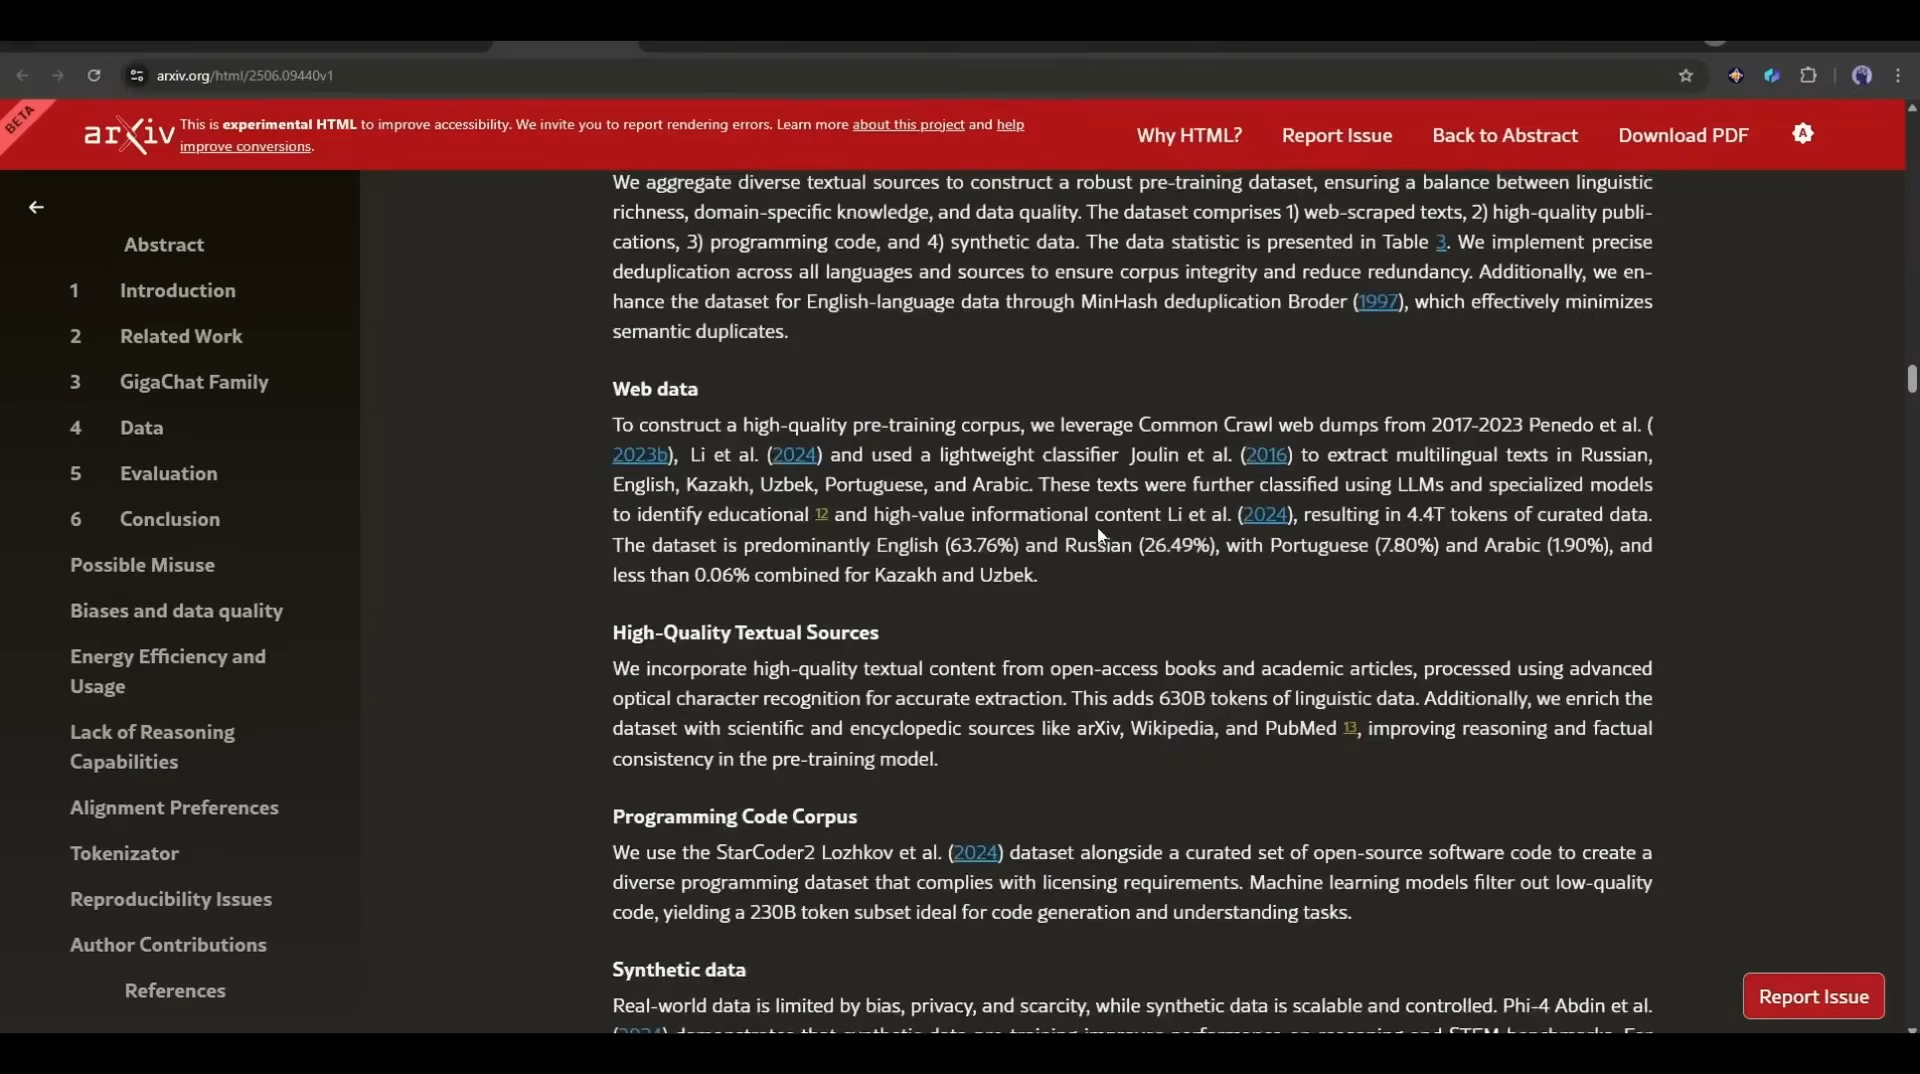 arxiv.org/html/2506.09440v1
BETA
arXiv
This is experimental HTML to improve accessibility. We invite you to report rendering errors. Learn more about this project and help
improve conversions.
Why HTML?
Report Issue
Back to Abstract
Download PDF
A
Abstract
1 Introduction
2 Related Work
3 GigaChat Family
4 Data
5 Evaluation
6 Conclusion
Possible Misuse
Biases and data quality
Energy Efficiency and
Usage
Lack of Reasoning
Capabilities
Alignment Preferences
Tokenizator
Reproducibility Issues
Author Contributions
References
We aggregate diverse textual sources to construct a robust pre-training dataset, ensuring a balance between linguistic
richness, domain-specific knowledge, and data quality. The dataset comprises 1) web-scraped texts, 2) high-quality publi-
cations, 3) programming code, and 4) synthetic data. The data statistic is presented in Table 3. We implement precise
deduplication across all languages and sources to ensure corpus integrity and reduce redundancy. Additionally, we en-
hance the dataset for English-language data through MinHash deduplication Broder (1997), which effectively minimizes
semantic duplicates.
Web data
To construct a high-quality pre-training corpus, we leverage Common Crawl web dumps from 2017-2023 Penedo et al. (
2023b), Li et al. (2024) and used a lightweight classifier Joulin et al. (2016) to extract multilingual texts in Russian,
English, Kazakh, Uzbek, Portuguese, and Arabic. These texts were further classified using LLMs and specialized models
to identify educational 12 and high-value informational content Li et al. (2024), resulting in 4.4T tokens of curated data.
The dataset is predominantly English (63.76%) and Russian (26.49%), with Portuguese (7.80%) and Arabic (1.90%), and
less than 0.06% combined for Kazakh and Uzbek.
High-Quality Textual Sources
We incorporate high-quality textual content from open-access books and academic articles, processed using advanced
optical character recognition for accurate extraction. This adds 630B tokens of linguistic data. Additionally, we enrich the
dataset with scientific and encyclopedic sources like arXiv, Wikipedia, and PubMed 13, improving reasoning and factual
consistency in the pre-training model.
Programming Code Corpus
We use the StarCoder2 Lozhkov et al. (2024) dataset alongside a curated set of open-source software code to create a
diverse programming dataset that complies with licensing requirements. Machine learning models filter out low-quality
code, yielding a 230B token subset ideal for code generation and understanding tasks.
Synthetic data
Real-world data is limited by bias, privacy, and scarcity, while synthetic data is scalable and controlled. Phi-4 Abdin et al.
Report Issue